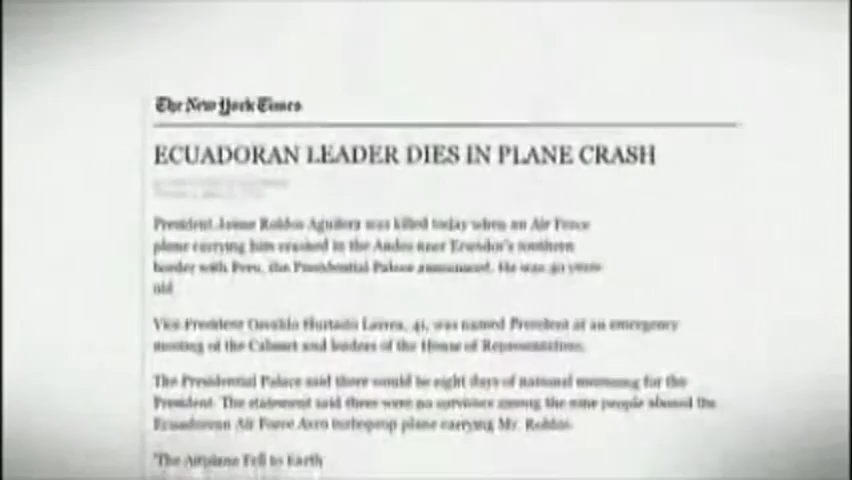 The New York Times
ECUADORAN LEADER DIES IN PLANE CRASH
President Jaime Roldos Aguilera was killed today when an Air Force
plane carrying him crashed in the Andes near Ecuador's southern
border with Peru, the Presidential Palace announced. He was 40 years
old.
Vice President Osvaldo Hurtado Larrea, 41, was named President at an emergency
meeting of the Cabinet and leaders of the House of Representatives.
The Presidential Palace said there would be eight days of national mourning for the
President. The statement said there were no survivors among the nine people aboard the
Ecuadorean Air Force Avro turboprop plane carrying Mr. Roldos.
'The Airplane Fell to Earth